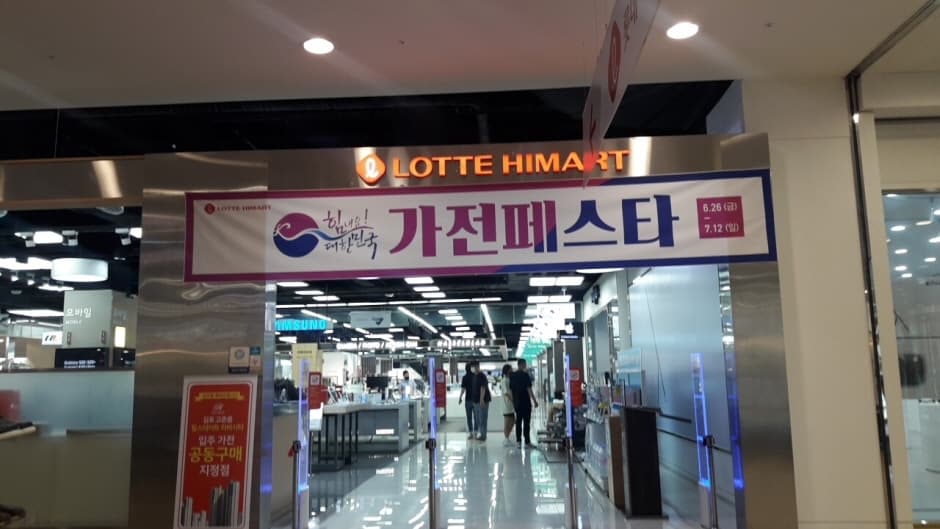 LOTTE HIMART
LOTTE HIMART
힘내요!
대한민국
가전페스타
6.26 (금)
–
7.12 (일)
SAMSUNG
모바일
MOBILE
입주 가전
공동구매
지정점